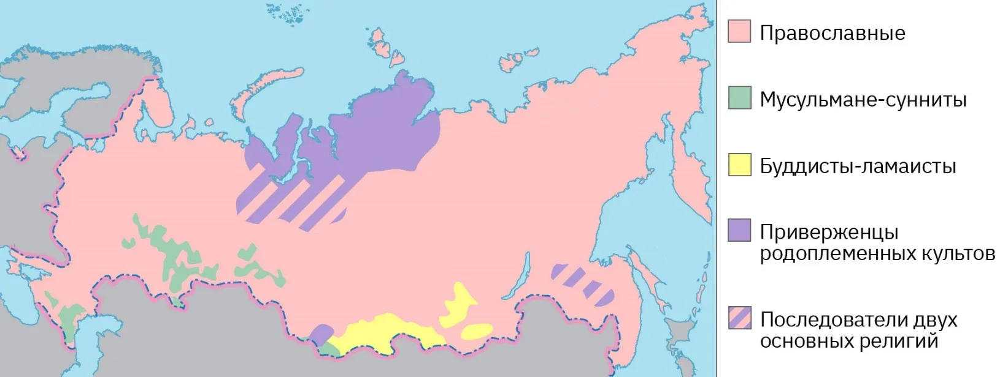 Православные
Мусульмане-сунниты
Буддисты-ламаисты
Приверженцы
родоплеменных культов
Последователи двух
основных религий